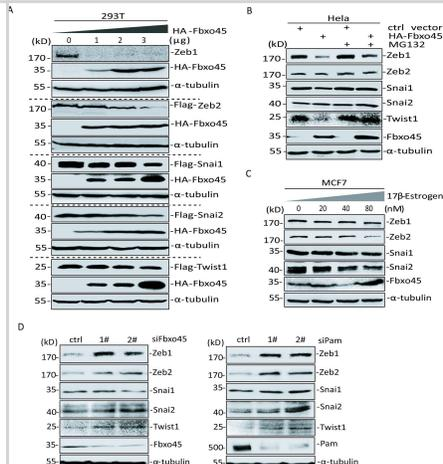 A
293T
HA-Fbxo45
(kD) 0 1 2 3 (μg)
170- -Zeb1
35- -HA-Fbxo45
55- -α-tubulin
170- -Flag-Zeb2
35- -HA-Fbxo45
55- -α-tubulin
40- -Flag-Snai1
35- -HA-Fbxo45
55- -α-tubulin
40- -Flag-Snai2
35- -HA-Fbxo45
55- -α-tubulin
25- -Flag-Twist1
35- -HA-Fbxo45
55- -α-tubulin
B
Hela
+ + ctrl vector
+ + HA-Fbxo45
(kD) + + MG132
170- -Zeb1
170- -Zeb2
40- -Snai1
40- -Snai2
25- -Twist1
35- -Fbxo45
55- -α-tubulin
C
MCF7
17β-Estrogen
(kD) 0 20 40 80 (nM)
170- -Zeb1
170- -Zeb2
40- -Snai1
40- -Snai2
35- -Fbxo45
55- -α-tubulin
D
(kD) ctrl 1# 2# siFbxo45
170- -Zeb1
170- -Zeb2
40- -Snai1
40- -Snai2
25- -Twist1
35- -Fbxo45
55- -α-tubulin
(kD) ctrl 1# 2# siPam
170- -Zeb1
170- -Zeb2
40- -Snai1
40- -Snai2
25- -Twist1
500- -Pam
55- -α-tubulin